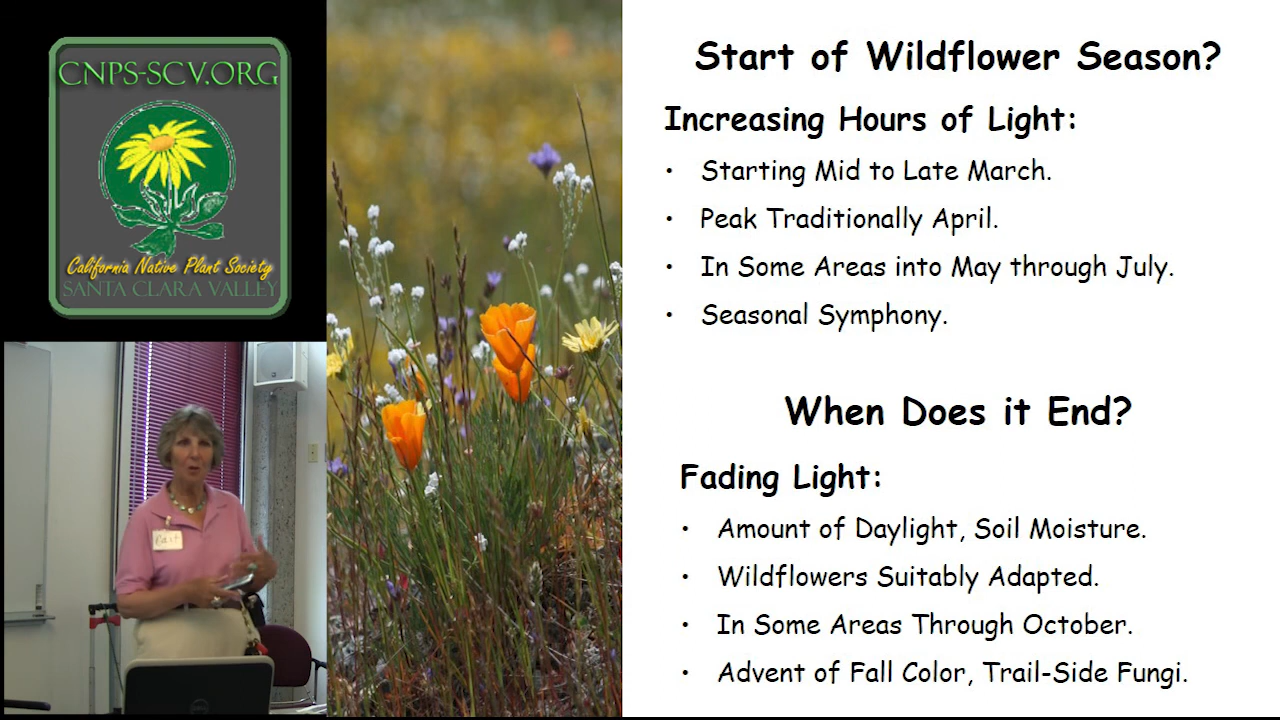 CNPS-SCV.ORG
California Native Plant Society
SANTA CLARA VALLEY
Start of Wildflower Season?
Increasing Hours of Light:
• Starting Mid to Late March.
• Peak Traditionally April.
• In Some Areas into May through July.
• Seasonal Symphony.
When Does it End?
Fading Light:
• Amount of Daylight, Soil Moisture.
• Wildflowers Suitably Adapted.
• In Some Areas Through October.
• Advent of Fall Color, Trail-Side Fungi.
DELL